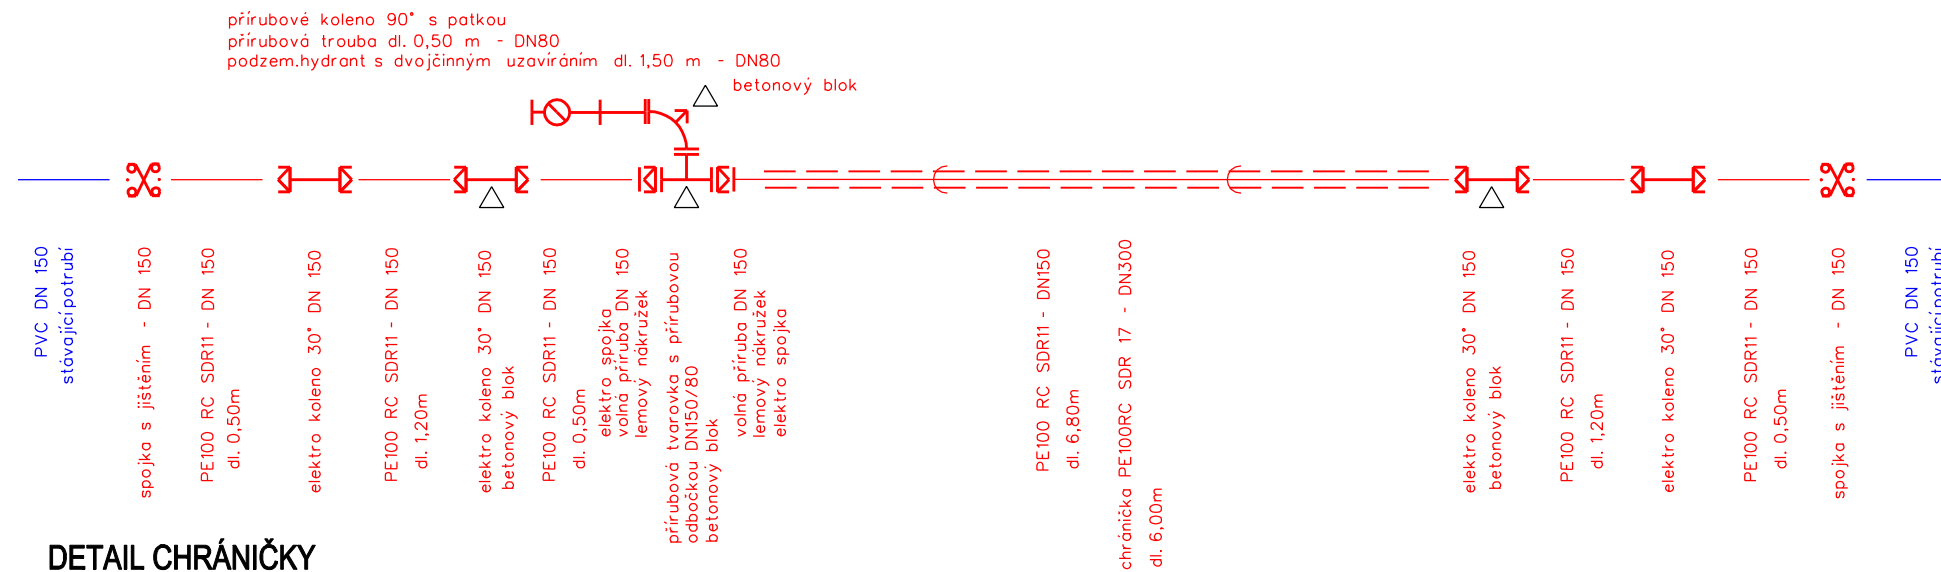 přírubové koleno 90° s patkou
přírubová trouba dl. 0,50 m - DN80
podzem.hydrant s dvojčinným uzavíráním dl. 1,50 m - DN80
betonový blok
PVC DN 150
stávající potrubí
spojka s jištěním - DN 150
PE100 RC SDR11 - DN 150
dl. 0,50m
elektro koleno 30° DN 150
PE100 RC SDR11 - DN 150
dl. 1,20m
elektro koleno 30° DN 150
betonový blok
PE100 RC SDR11 - DN 150
dl. 0,50m
elektro spojka
volná příruba DN 150
lemový nákružek
přírubová tvarovka s přírubovou
odbočkou DN150/80
betonový blok
volná příruba DN 150
lemový nákružek
elektro spojka
PE100 RC SDR11 - DN150
dl. 6,80m
chránička PE100RC SDR 17 - DN300
dl. 6,00m
elektro koleno 30° DN 150
betonový blok
PE100 RC SDR11 - DN 150
dl. 1,20m
elektro koleno 30° DN 150
PE100 RC SDR11 - DN 150
dl. 0,50m
spojka s jištěním - DN 150
PVC DN 150
stávající potrubí
DETAIL CHRÁNIČKY